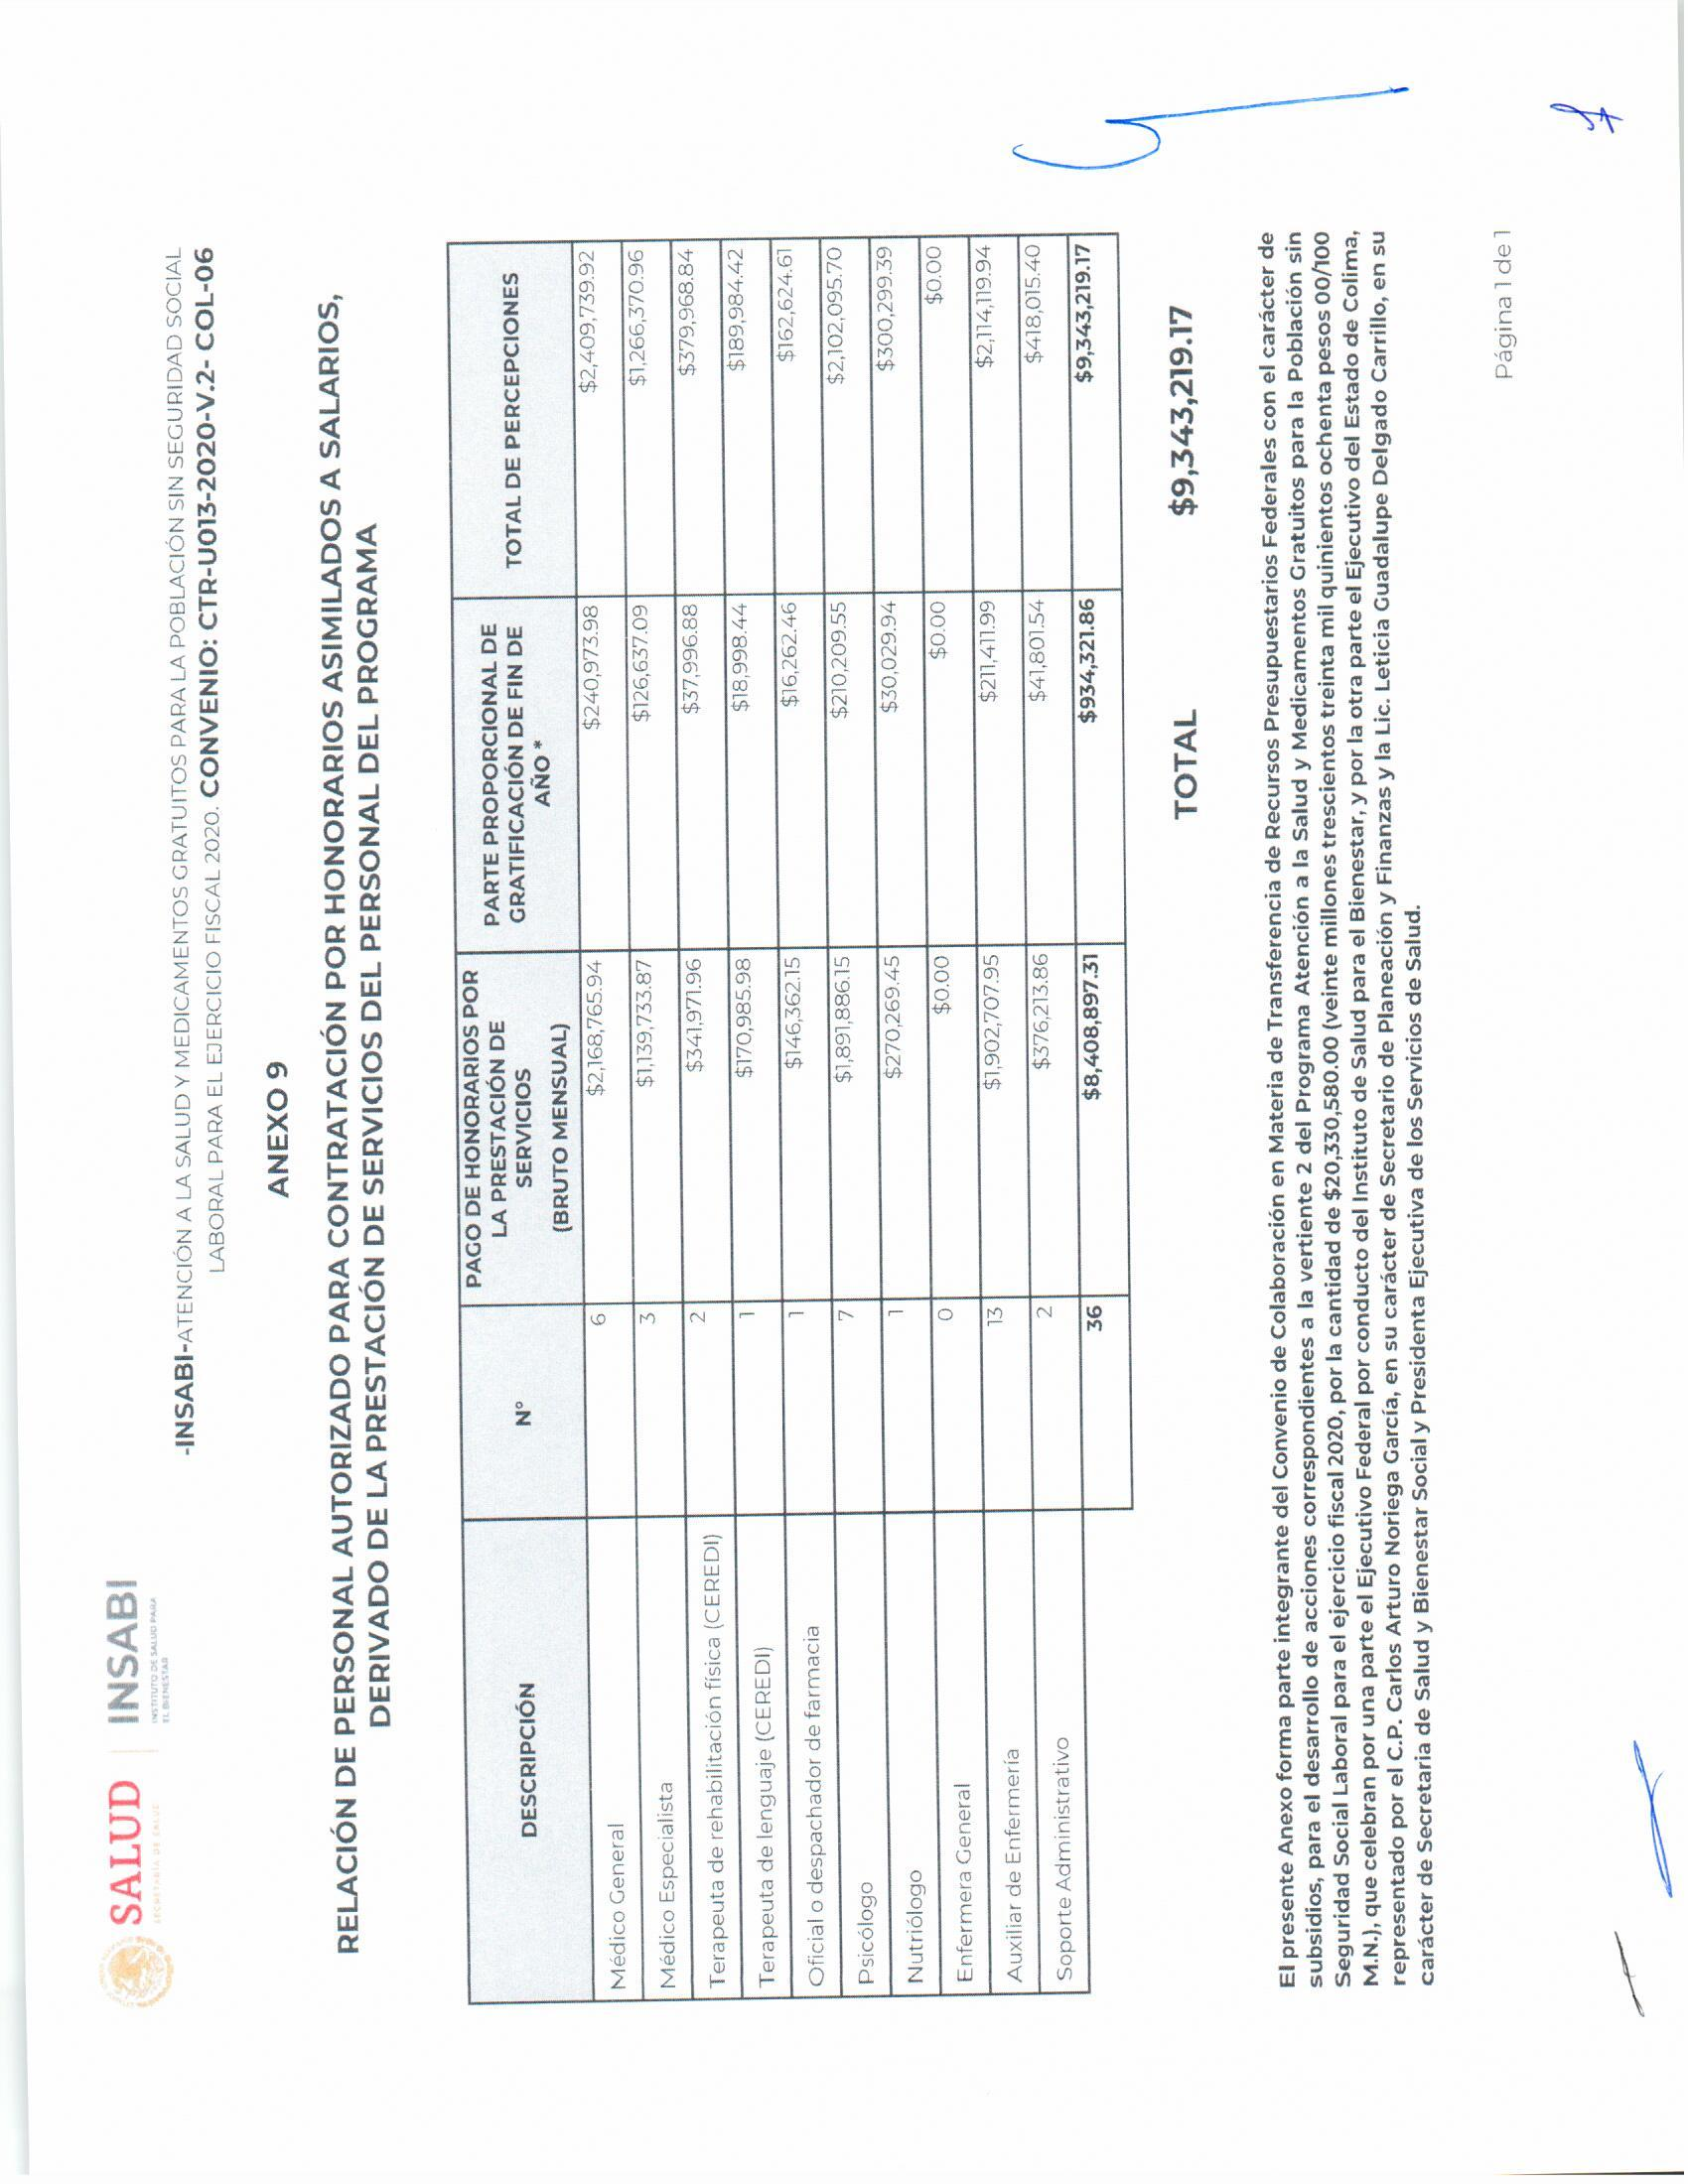 SALUD
SECRETARÍA DE SALUD
INSABI
INSTITUTO DE SALUD PARA
EL BIENESTAR
-INSABI-ATENCIÓN A LA SALUD Y MEDICAMENTOS GRATUITOS PARA LA POBLACIÓN SIN SEGURIDAD SOCIAL
LABORAL PARA EL EJERCICIO FISCAL 2020. CONVENIO: CTR-U013-2020-V.2- COL-06
ANEXO 9
RELACIÓN DE PERSONAL AUTORIZADO PARA CONTRATACIÓN POR HONORARIOS ASIMILADOS A SALARIOS,
DERIVADO DE LA PRESTACIÓN DE SERVICIOS DEL PERSONAL DEL PROGRAMA
DESCRIPCIÓN
N°
PAGO DE HONORARIOS POR
LA PRESTACIÓN DE
SERVICIOS
(BRUTO MENSUAL)
PARTE PROPORCIONAL DE
GRATIFICACIÓN DE FIN DE
AÑO *
TOTAL DE PERCEPCIONES
Médico General 6 $2,168,765.94 $240,973.98 $2,409,739.92
Médico Especialista 3 $1,139,733.87 $126,637.09 $1,266,370.96
Terapeuta de rehabilitación física (CEREDI) 2 $341,971.96 $37,996.88 $379,968.84
Terapeuta de lenguaje (CEREDI) 1 $170,985.98 $18,998.44 $189,984.42
Oficial o despachador de farmacia 1 $146,362.15 $16,262.46 $162,624.61
Psicólogo 7 $1,891,886.15 $210,209.55 $2,102,095.70
Nutriólogo 1 $270,269.45 $30,029.94 $300,299.39
Enfermera General 0 $0.00 $0.00 $0.00
Auxiliar de Enfermería 13 $1,902,707.95 $211,411.99 $2,114,119.94
Soporte Administrativo 2 $376,213.86 $41,801.54 $418,015.40
36 $8,408,897.31 $934,321.86 $9,343,219.17
TOTAL $9,343,219.17
El presente Anexo forma parte integrante del Convenio de Colaboración en Materia de Transferencia de Recursos Presupuestarios Federales con el carácter de
subsidios, para el desarrollo de acciones correspondientes a la vertiente 2 del Programa Atención a la Salud y Medicamentos Gratuitos para la Población sin
Seguridad Social Laboral para el ejercicio fiscal 2020, por la cantidad de $20,330,580.00 (veinte millones trescientos treinta mil quinientos ochenta pesos 00/100
M.N.), que celebran por una parte el Ejecutivo Federal por conducto del Instituto de Salud para el Bienestar, y por la otra parte el Ejecutivo del Estado de Colima,
representado por el C.P. Carlos Arturo Noriega García, en su carácter de Secretario de Planeación y Finanzas y la Lic. Leticia Guadalupe Delgado Carrillo, en su
carácter de Secretaria de Salud y Bienestar Social y Presidenta Ejecutiva de los Servicios de Salud.
Página 1 de 1